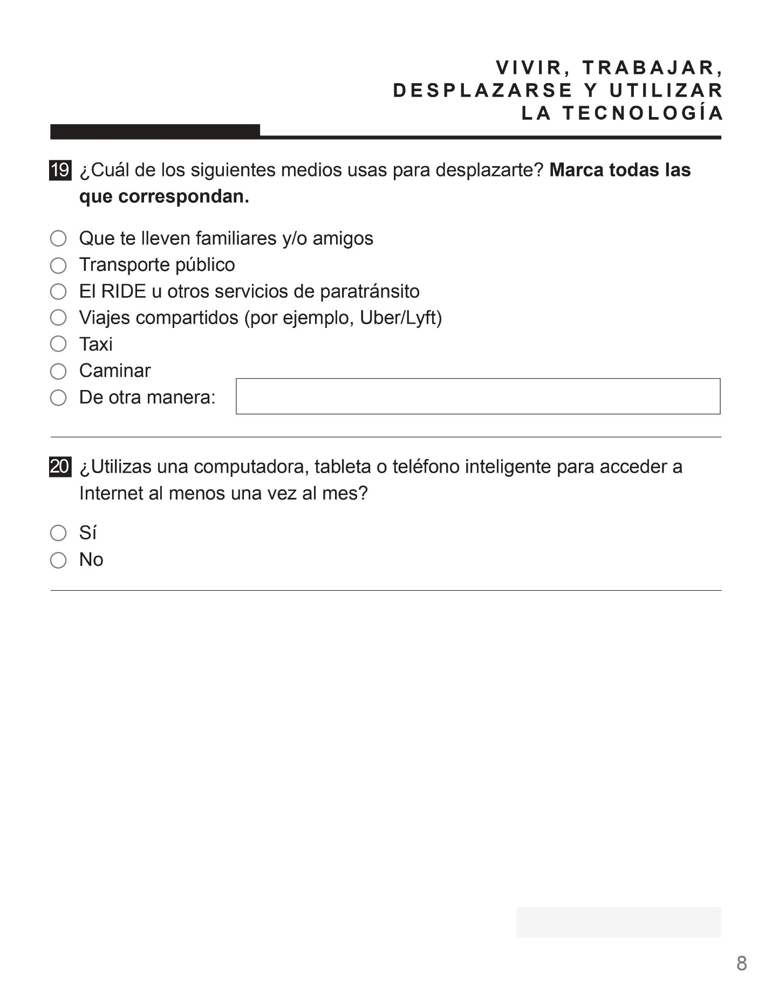 VIVIR, TRABAJAR,
DESPLAZARSE Y UTILIZAR
LA TECNOLOGÍA
19 ¿Cuál de los siguientes medios usas para desplazarte? Marca todas las
que correspondan.
Que te lleven familiares y/o amigos
Transporte público
El RIDE u otros servicios de paratránsito
Viajes compartidos (por ejemplo, Uber/Lyft)
Taxi
Caminar
De otra manera:
20 ¿Utilizas una computadora, tableta o teléfono inteligente para acceder a
Internet al menos una vez al mes?
Sí
No
8